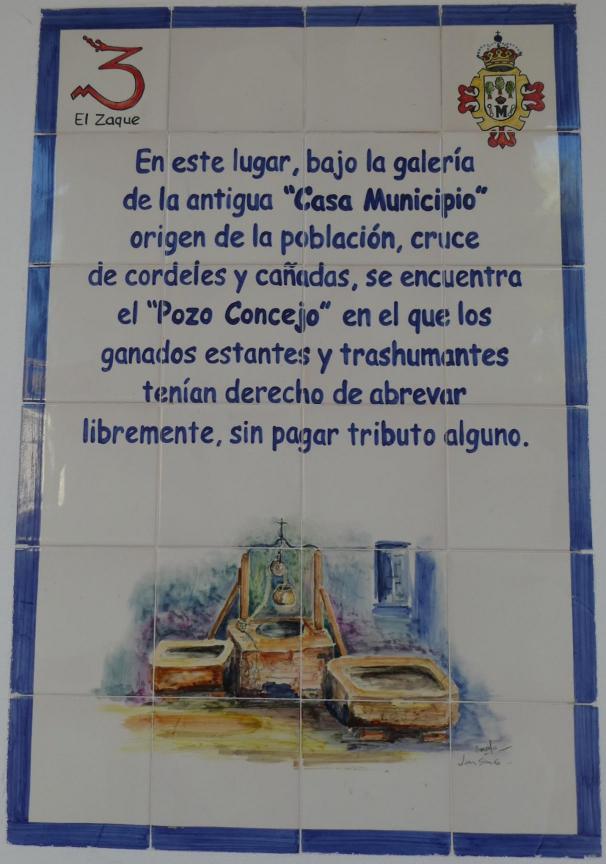 3
El Zaque
M
En este lugar, bajo la galería
de la antigua "Casa Municipio"
origen de la población, cruce
de cordeles y cañadas, se encuentra
el "Pozo Concejo" en el que los
ganados estantes y trashumantes
tenían derecho de abrevar
libremente, sin pagar tributo alguno.